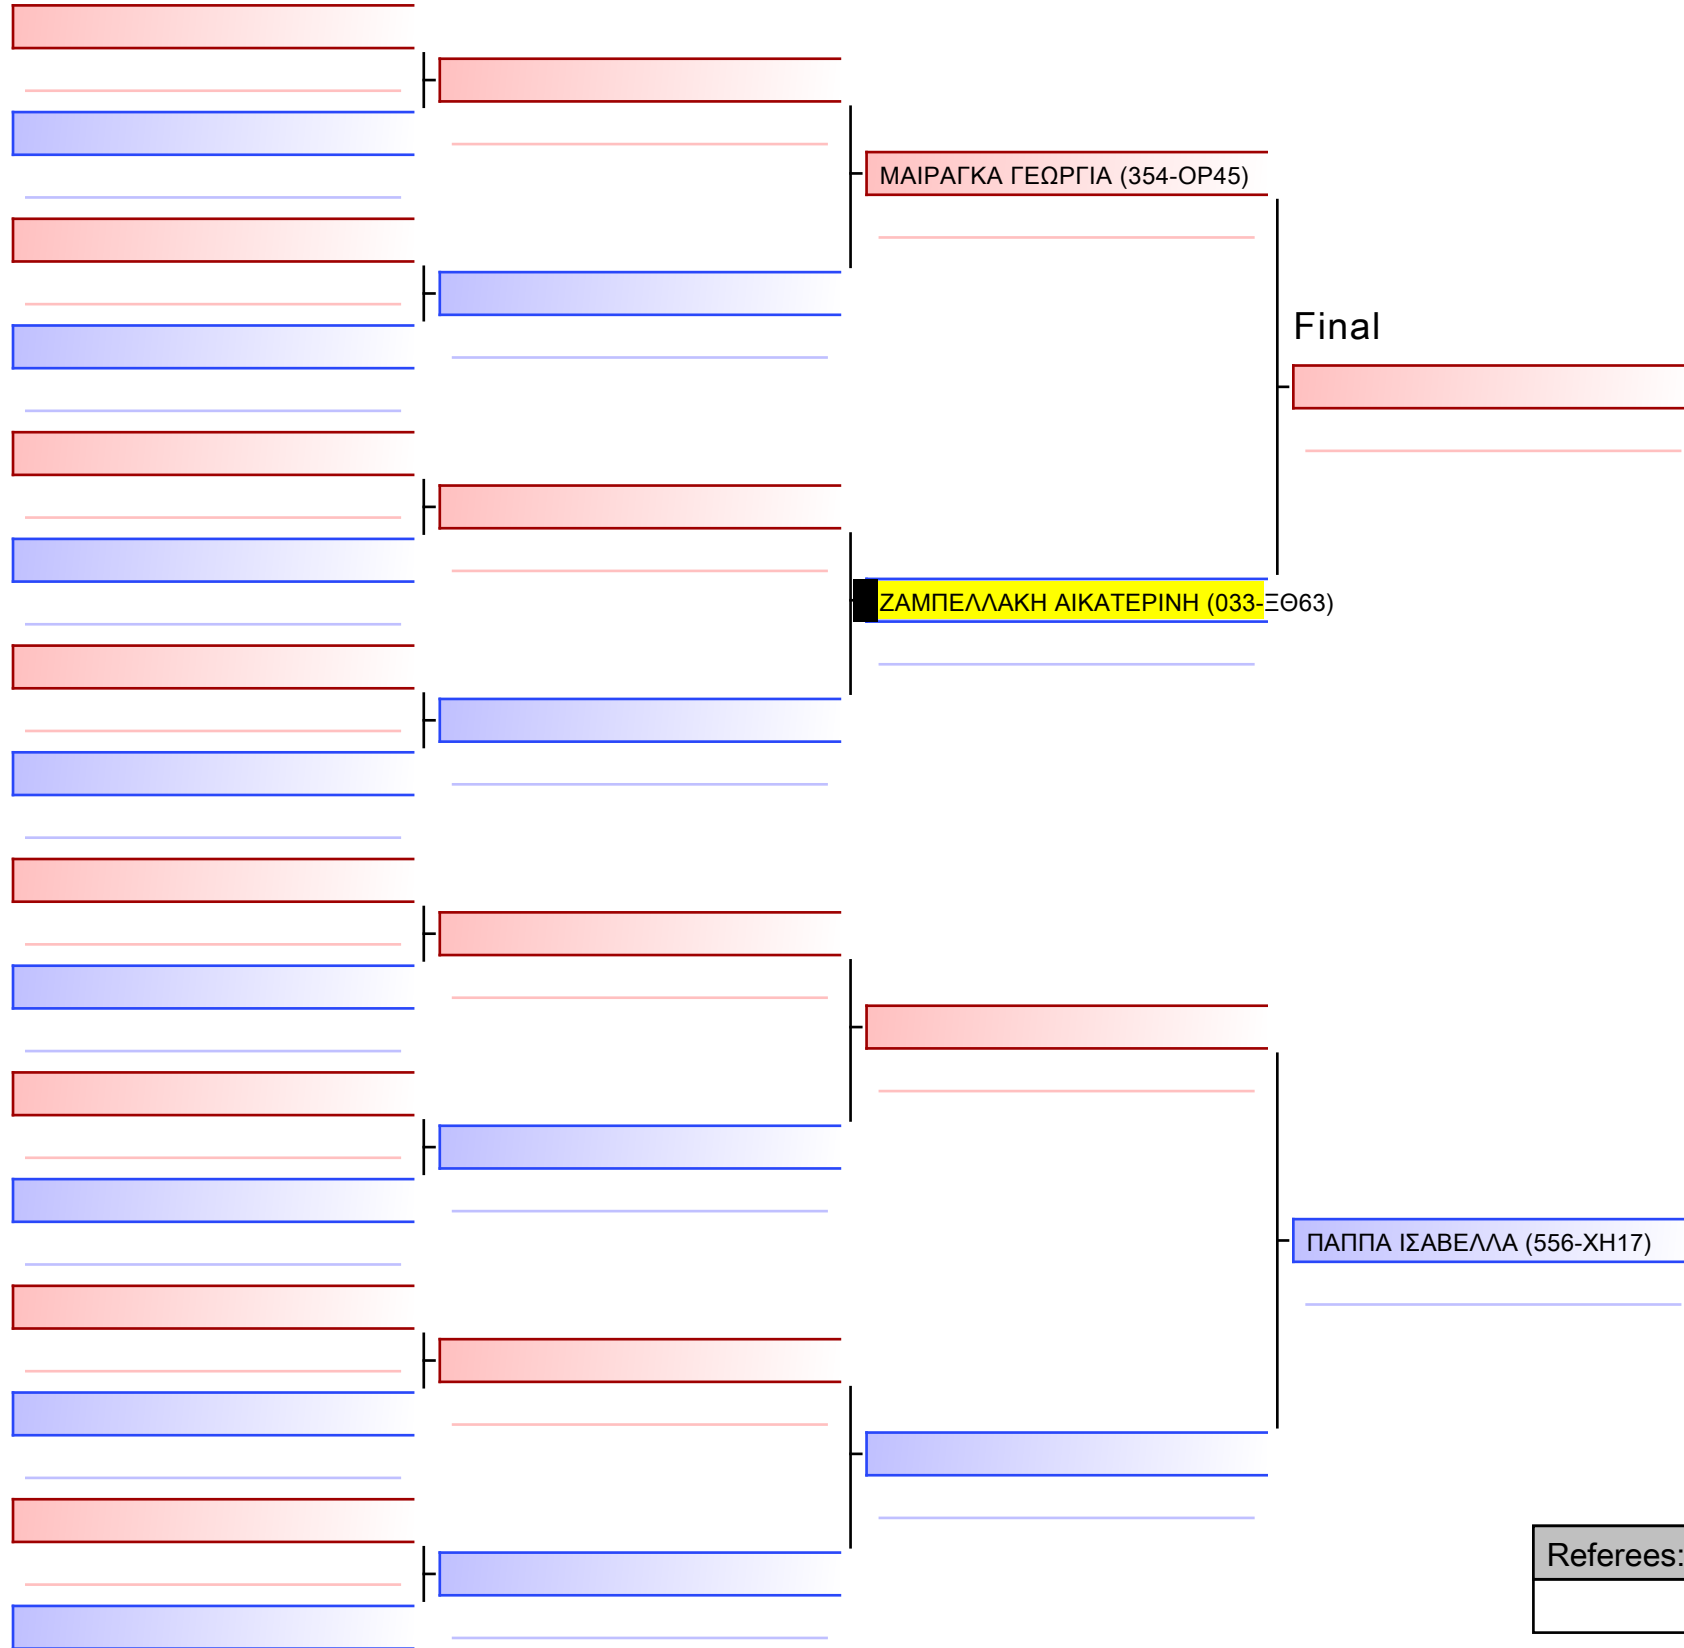 ΜΑΙΡΑΓΚΑ ΓΕΩΡΓΙΑ (354-ΟΡ45)
Final
ΖΑΜΠΕΛΛΑΚΗ ΑΙΚΑΤΕΡΙΝΗ (033-ΞΘ63)
ΠΑΠΠΑ ΙΣΑΒΕΛΛΑ (556-ΧΗ17)
Referees: